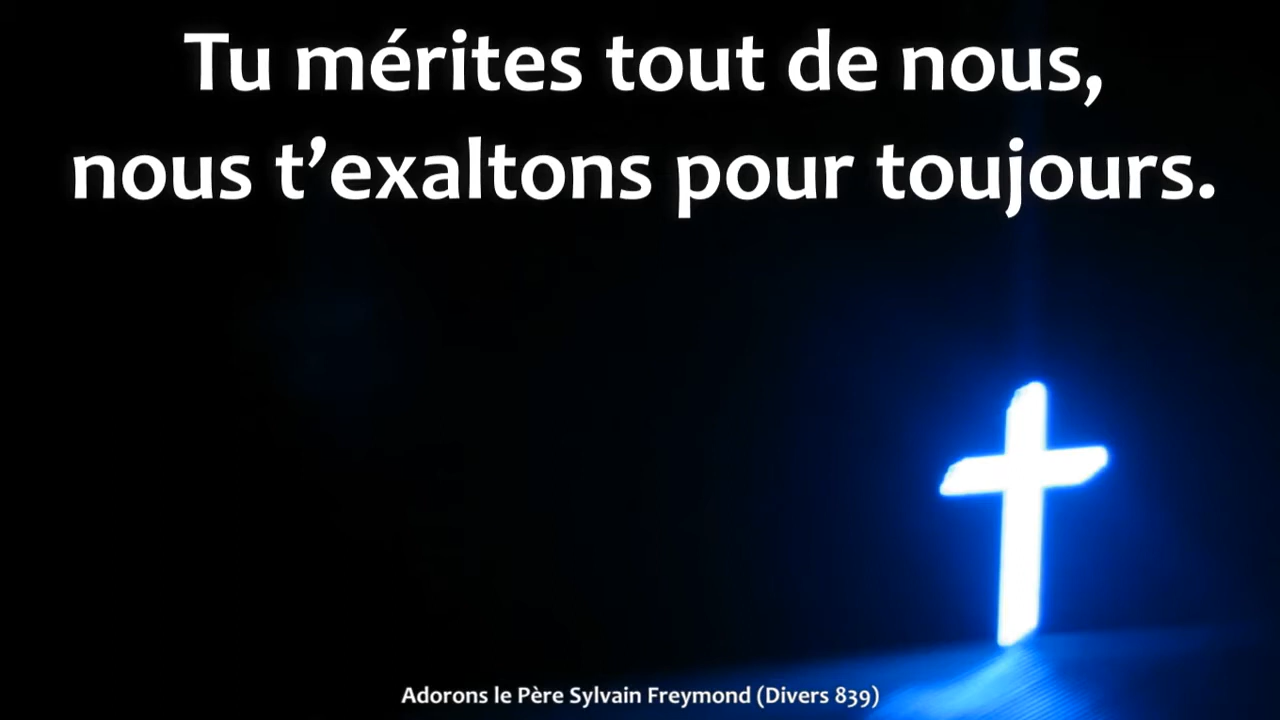 Tu mérites tout de nous,
nous t’exaltons pour toujours.
Adorons le Père Sylvain Freymond (Divers 839)